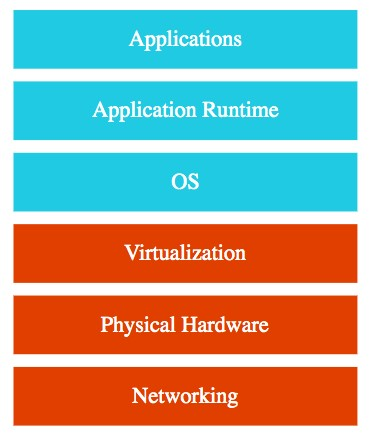 Applications
Application Runtime
OS
Virtualization
Physical Hardware
Networking